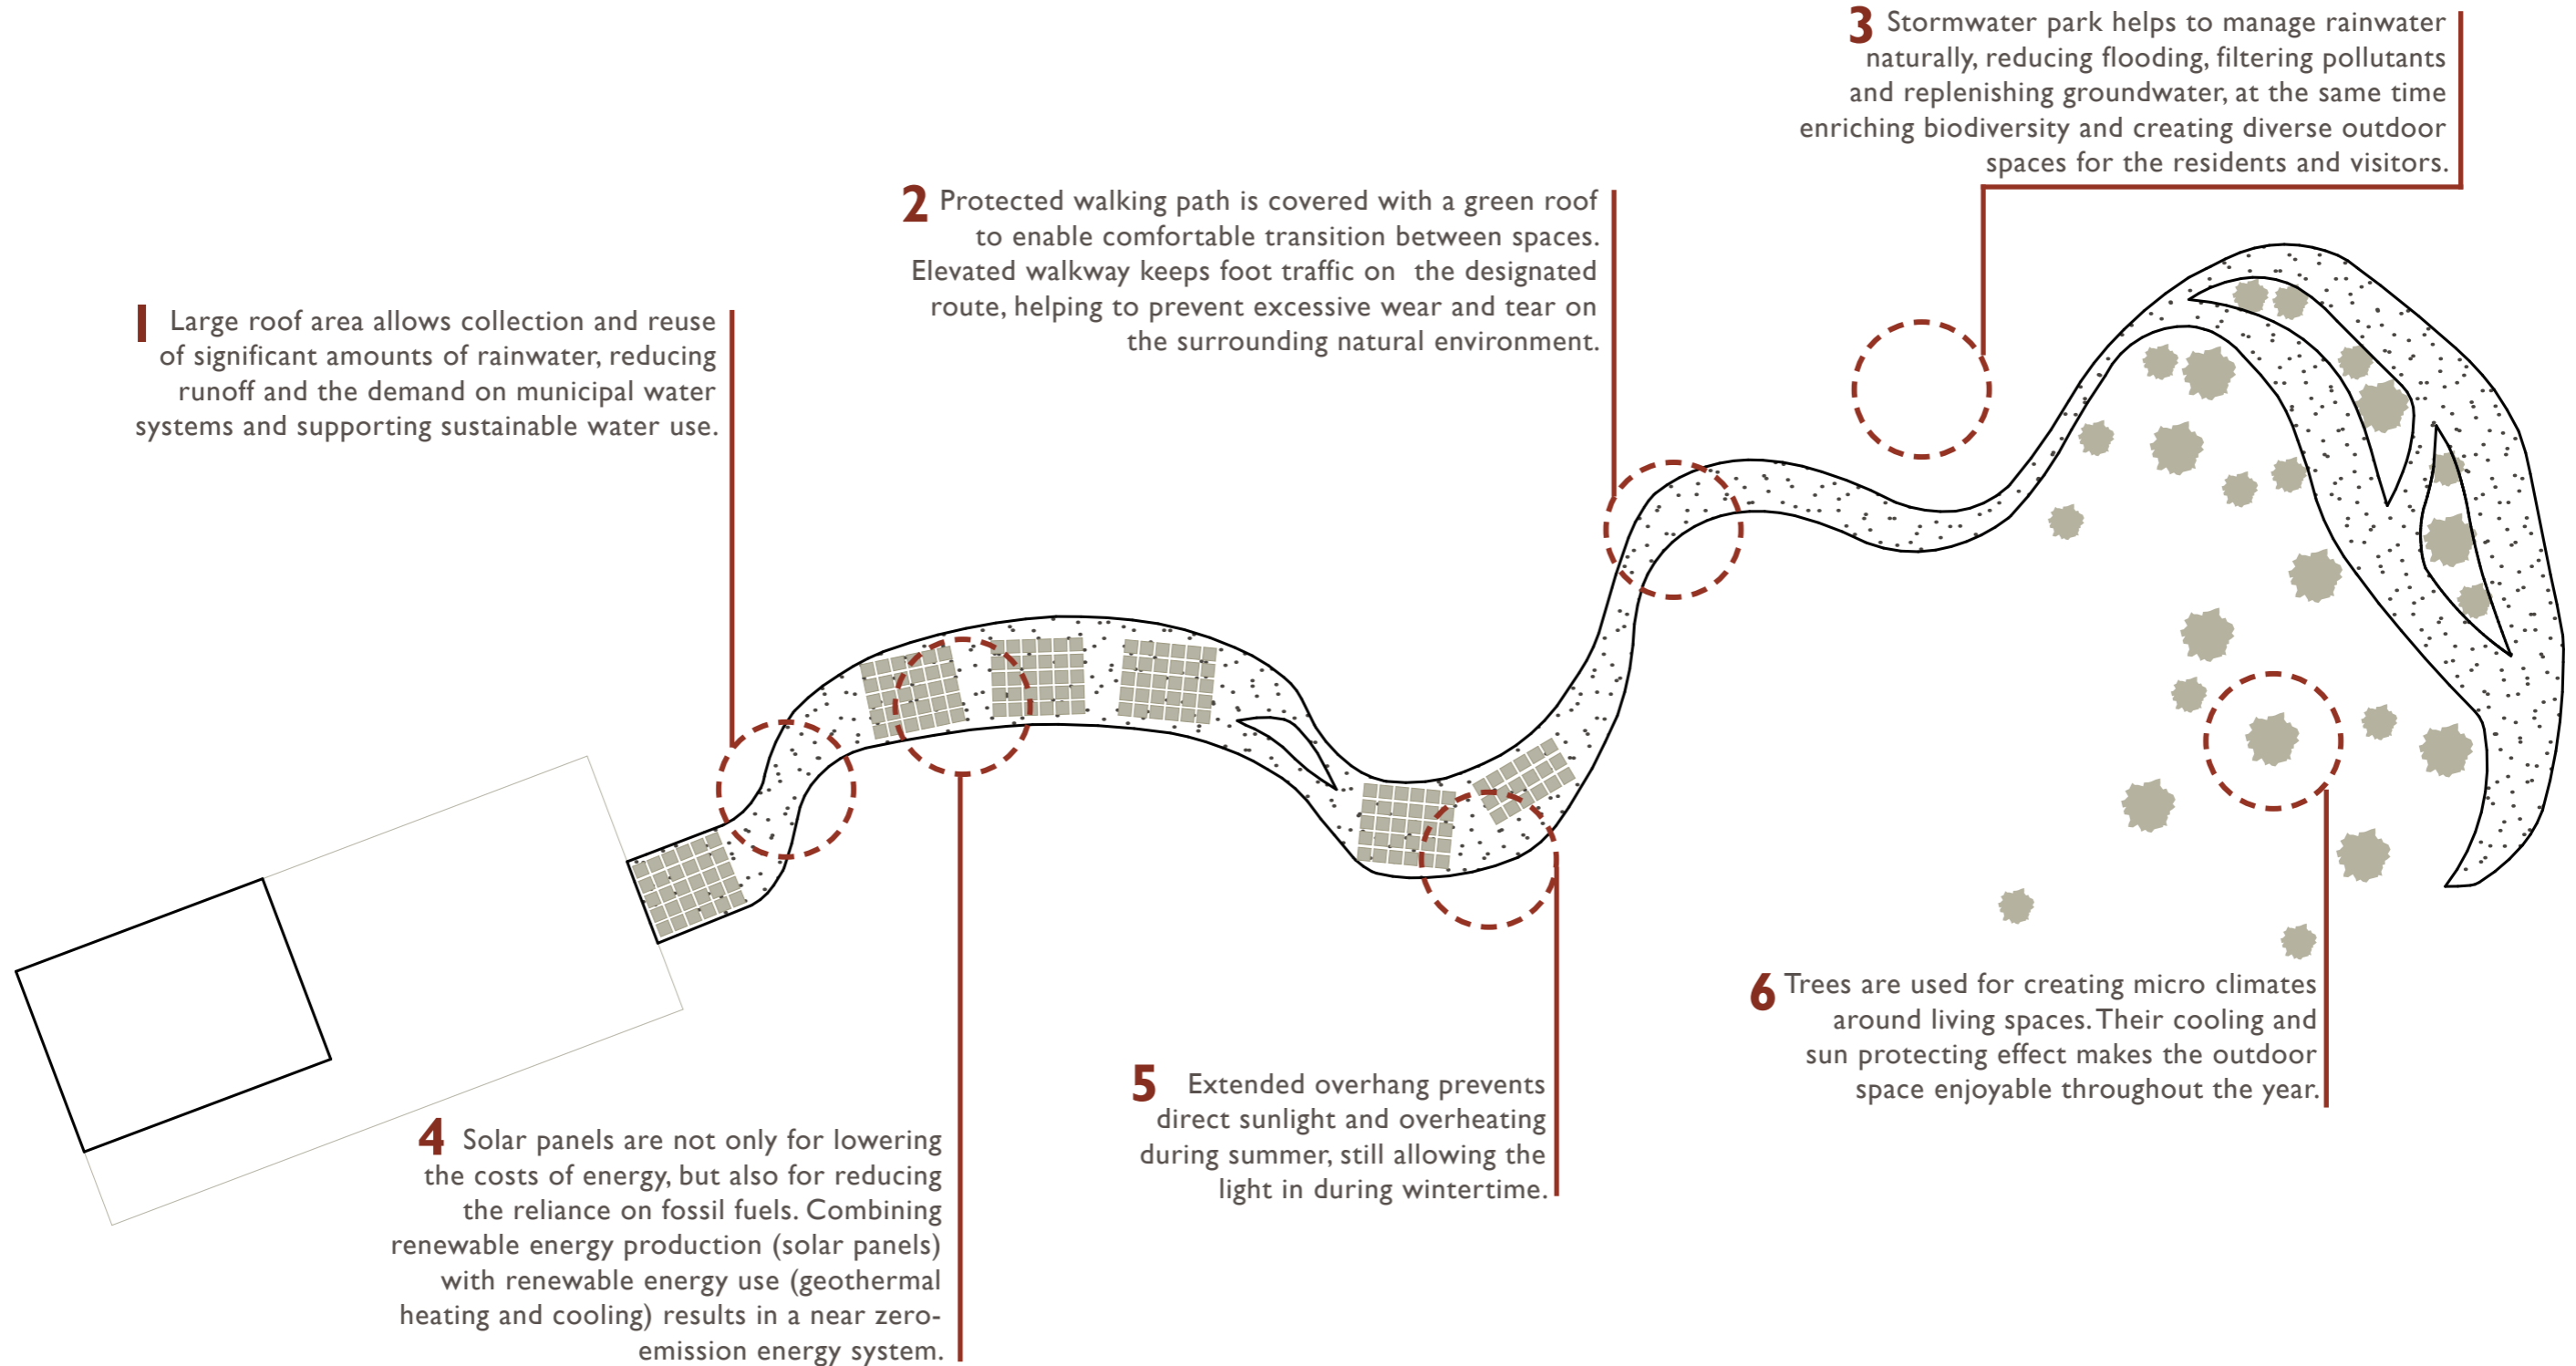 1 Large roof area allows collection and reuse
of significant amounts of rainwater, reducing
runoff and the demand on municipal water
systems and supporting sustainable water use.
2 Protected walking path is covered with a green roof
to enable comfortable transition between spaces.
Elevated walkway keeps foot traffic on the designated
route, helping to prevent excessive wear and tear on
the surrounding natural environment.
3 Stormwater park helps to manage rainwater
naturally, reducing flooding, filtering pollutants
and replenishing groundwater, at the same time
enriching biodiversity and creating diverse outdoor
spaces for the residents and visitors.
4 Solar panels are not only for lowering
the costs of energy, but also for reducing
the reliance on fossil fuels. Combining
renewable energy production (solar panels)
with renewable energy use (geothermal
heating and cooling) results in a near zero-
emission energy system.
5 Extended overhang prevents
direct sunlight and overheating
during summer, still allowing the
light in during wintertime.
6 Trees are used for creating micro climates
around living spaces. Their cooling and
sun protecting effect makes the outdoor
space enjoyable throughout the year.